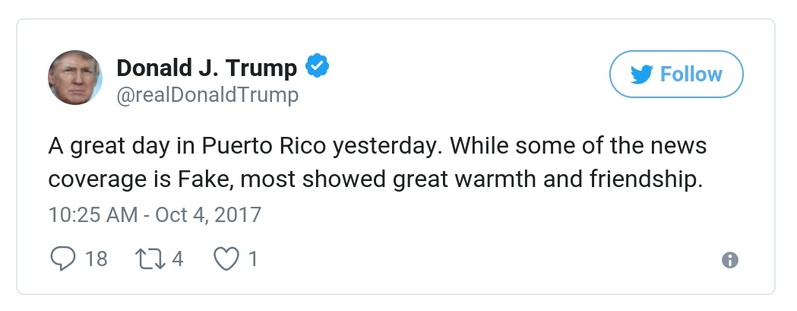 Donald J. Trump
@realDonaldTrump
Follow
A great day in Puerto Rico yesterday. While some of the news
coverage is Fake, most showed great warmth and friendship.
10:25 AM - Oct 4, 2017
18 4 1